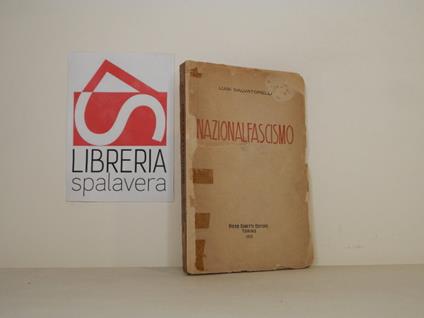 LIBRERIA
spalavera
LUIGI SALVATORELLI
NAZIONALFASCISMO
PIERO GOBETTI EDITORE
TORINO